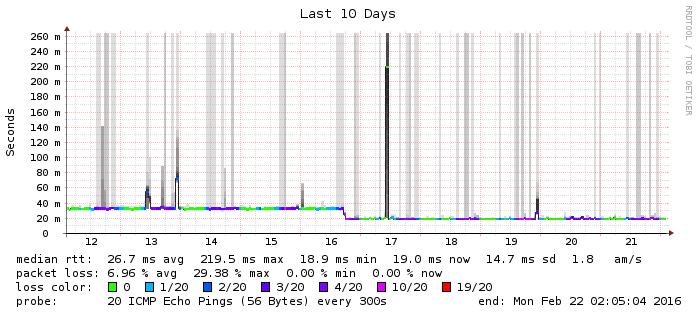 Last 10 Days
RRDTOOL / TOBI OETIKER
Seconds
260 m
240 m
220 m
200 m
180 m
160 m
140 m
120 m
100 m
80 m
60 m
40 m
20 m
0
12 13 14 15 16 17 18 19 20 21
median rtt: 26.7 ms avg 219.5 ms max 18.9 ms min 19.0 ms now 14.7 ms sd 1.8 am/s
packet loss: 6.96 % avg 29.38 % max 0.00 % min 0.00 % now
loss color: 0 1/20 2/20 3/20 4/20 10/20 19/20
probe: 20 ICMP Echo Pings (56 Bytes) every 300s end: Mon Feb 22 02:05:04 2016